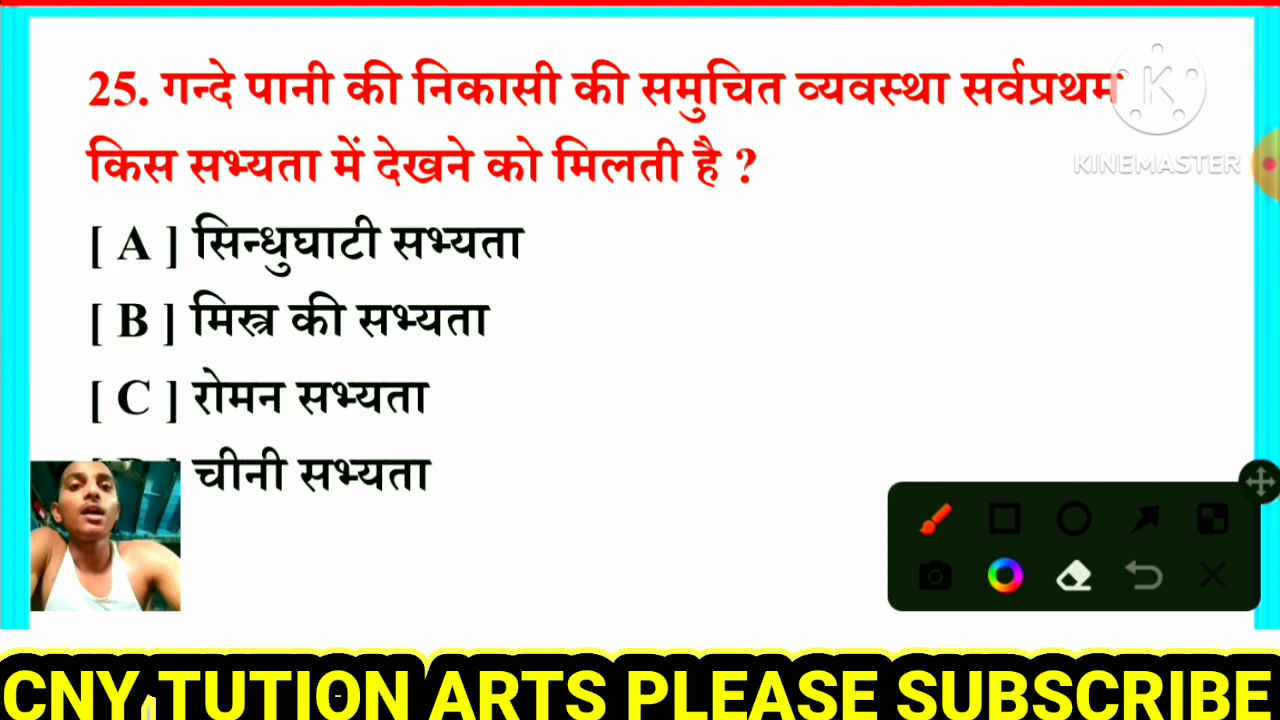 25. गन्दे पानी की निकासी की समुचित व्यवस्था सर्वप्रथम
किस सभ्यता में देखने को मिलती है ?
[ A ] सिन्धुघाटी सभ्यता
[ B ] मिस्त्र की सभ्यता
[ C ] रोमन सभ्यता
चीनी सभ्यता
K
KINEMASTER
CNY TUTION ARTS PLEASE SUBSCRIBE